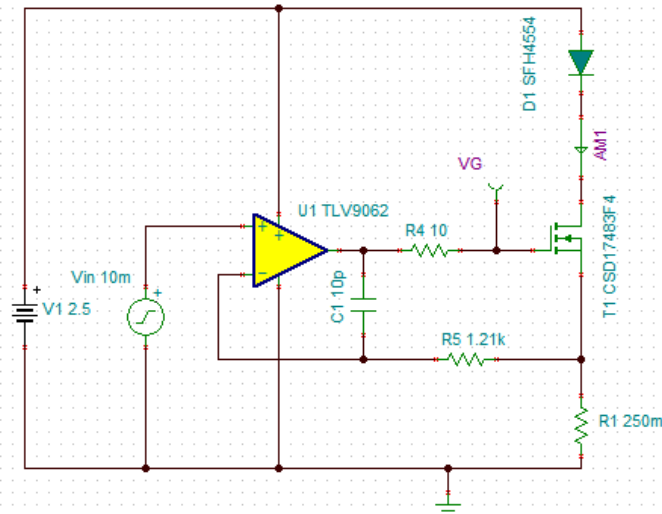 D1 SFH4554
AM1
VG
U1 TLV9062
R4 10
T1 CSD17483F4
+
+
−
Vin 10m
+
+
V1 2.5
C1 10p
R5 1.21k
R1 250m